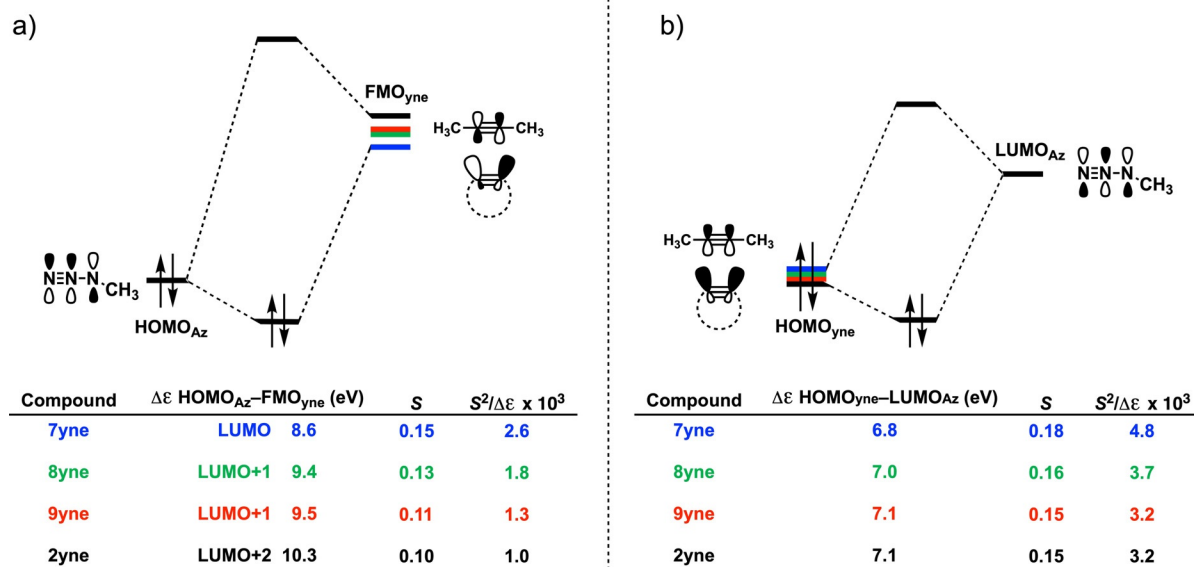 a)
FMOyne
H3C CH3
N≡N-N CH3
HOMOAz
Compound Δε HOMOAz–FMOyne (eV) S S²/Δε x 10³
7yne LUMO 8.6 0.15 2.6
8yne LUMO+1 9.4 0.13 1.8
9yne LUMO+1 9.5 0.11 1.3
2yne LUMO+2 10.3 0.10 1.0
b)
LUMOAz
N≡N-N CH3
H3C CH3
HOMOyne
Compound Δε HOMOyne–LUMOAz (eV) S S²/Δε x 10³
7yne 6.8 0.18 4.8
8yne 7.0 0.16 3.7
9yne 7.1 0.15 3.2
2yne 7.1 0.15 3.2